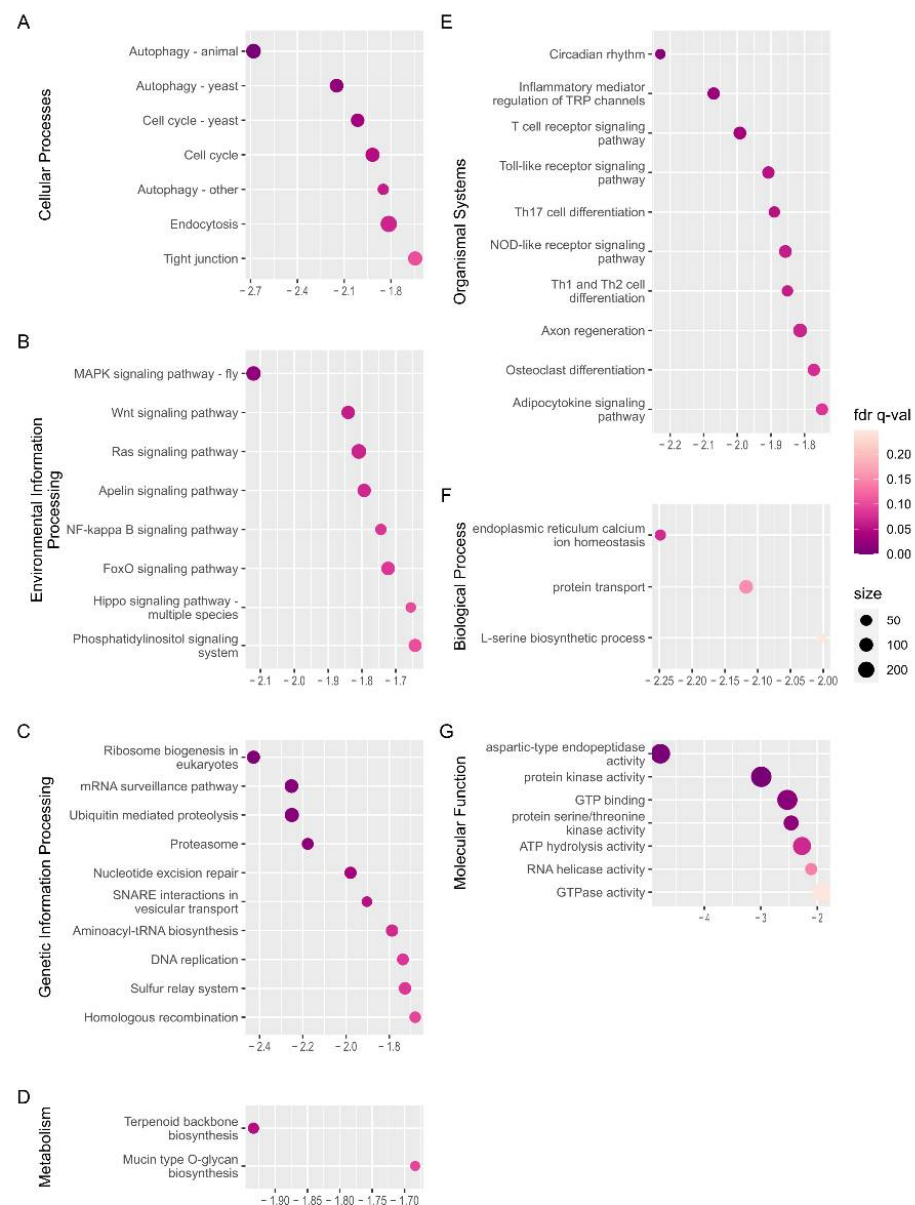 A
Cellular Processes
Autophagy - animal
Autophagy - yeast
Cell cycle - yeast
Cell cycle
Autophagy - other
Endocytosis
Tight junction
-2.7 -2.4 -2.1 -1.8
B
Environmental Information
Processing
MAPK signaling pathway - fly
Wnt signaling pathway
Ras signaling pathway
Apelin signaling pathway
NF-kappa B signaling pathway
FoxO signaling pathway
Hippo signaling pathway -
multiple species
Phosphatidylinositol signaling
system
-2.1 -2.0 -1.9 -1.8 -1.7 -1.6
C
Genetic Information Processing
Ribosome biogenesis in
eukaryotes
mRNA surveillance pathway
Ubiquitin mediated proteolysis
Proteasome
Nucleotide excision repair
SNARE interactions in
vesicular transport
Aminoacyl-tRNA biosynthesis
DNA replication
Sulfur relay system
Homologous recombination
-2.4 -2.2 -2.0 -1.8
D
Metabolism
Terpenoid backbone
biosynthesis
Mucin type O-glycan
biosynthesis
-1.90 -1.85 -1.80 -1.75 -1.70
E
Organismal Systems
Circadian rhythm
Inflammatory mediator
regulation of TRP channels
T cell receptor signaling
pathway
Toll-like receptor signaling
pathway
Th17 cell differentiation
NOD-like receptor signaling
pathway
Th1 and Th2 cell
differentiation
Axon regeneration
Osteoclast differentiation
Adipocytokine signaling
pathway
-2.2 -2.1 -2.0 -1.9 -1.8
F
Biological Process
endoplasmic reticulum calcium
ion homeostasis
protein transport
L-serine biosynthetic process
-2.25 -2.20 -2.15 -2.10 -2.05 -2.00
G
Molecular Function
aspartic-type endopeptidase
activity
protein kinase activity
GTP binding
protein serine/threonine
kinase activity
ATP hydrolysis activity
RNA helicase activity
GTPase activity
-4 -3 -2
fdr q-val
0.20
0.15
0.10
0.05
0.00
size
50
100
200